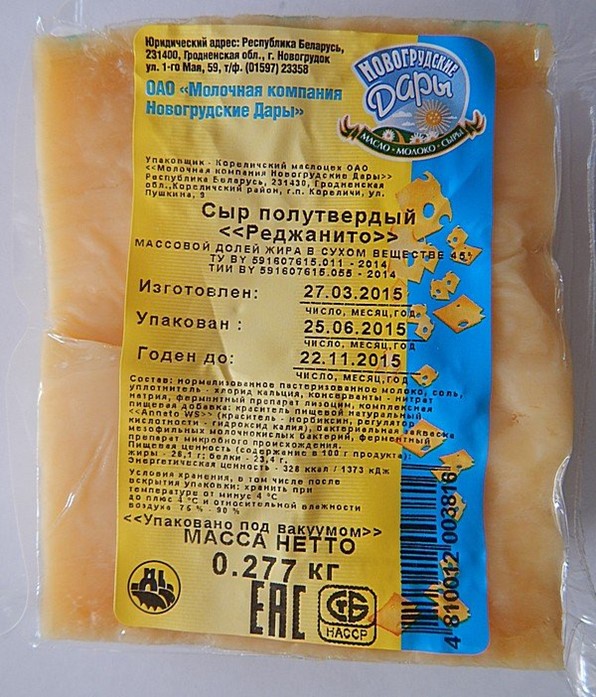 Юридический адрес: Республика Беларусь,
231400, Гродненская обл., г. Новогрудок
ул. 1-го Мая, 59, т/ф. (01597) 23358
ОАО «Молочная компания
Новогрудские Дары»
НОВОГРУДСКИЕ
Дары
МАСЛО • МОЛОКО • СЫРЫ
Упаковщик - Кореличский маслоцех ОАО
<<Молочная компания Новогрудские Дары>>
Республика Беларусь, 231430, Гродненская
обл.,Кореличский район, г.п. Кореличи, ул.
Пушкина, 9
Сыр полутвердый
<<Реджанито>>
МАССОВОЙ ДОЛЕЙ ЖИРА В СУХОМ ВЕЩЕСТВЕ 45%
ТУ BY 591607615.011 - 2014
ТИИ BY 591607615.055 - 2014
Изготовлен: 27.03.2015
ЧИСЛО, МЕСЯЦ,ГОД
Упакован : 25.06.2015
ЧИСЛО, МЕСЯЦ,ГОД
Годен до: 22.11.2015
ЧИСЛО, МЕСЯЦ,ГОД
Состав: нормализованное пастеризованное молоко, соль,
уплотнитель - хлорид кальция, консерванты - нитрат
натрия, ферментный препарат лизоцим, комплексная
пищевая добавка: краситель пищевой натуральный
<<Annato WS>> (краситель - норбиксин, регулятор
кислотности - гидроксид калия), бактериальная закваска
мезофильных молочнокислых бактерий, ферментный
препарат микробного происхождения.
Пищевая ценность (содержание в 100 г продукта):
жиры - 26,1 г, белки - 23,4 г.
Энергетическая ценность - 328 ккал / 1373 кДж
Условия хранения, в том числе после
вскрытия упаковки: хранить при
температуре от минус 4 °С
до плюс 4 °С и относительной влажности
воздуха 75 % - 90 %
<<Упаковано под вакуумом>>
МАССА НЕТТО
0.277 кг
ЕАС
НАССР
4 810012 003816